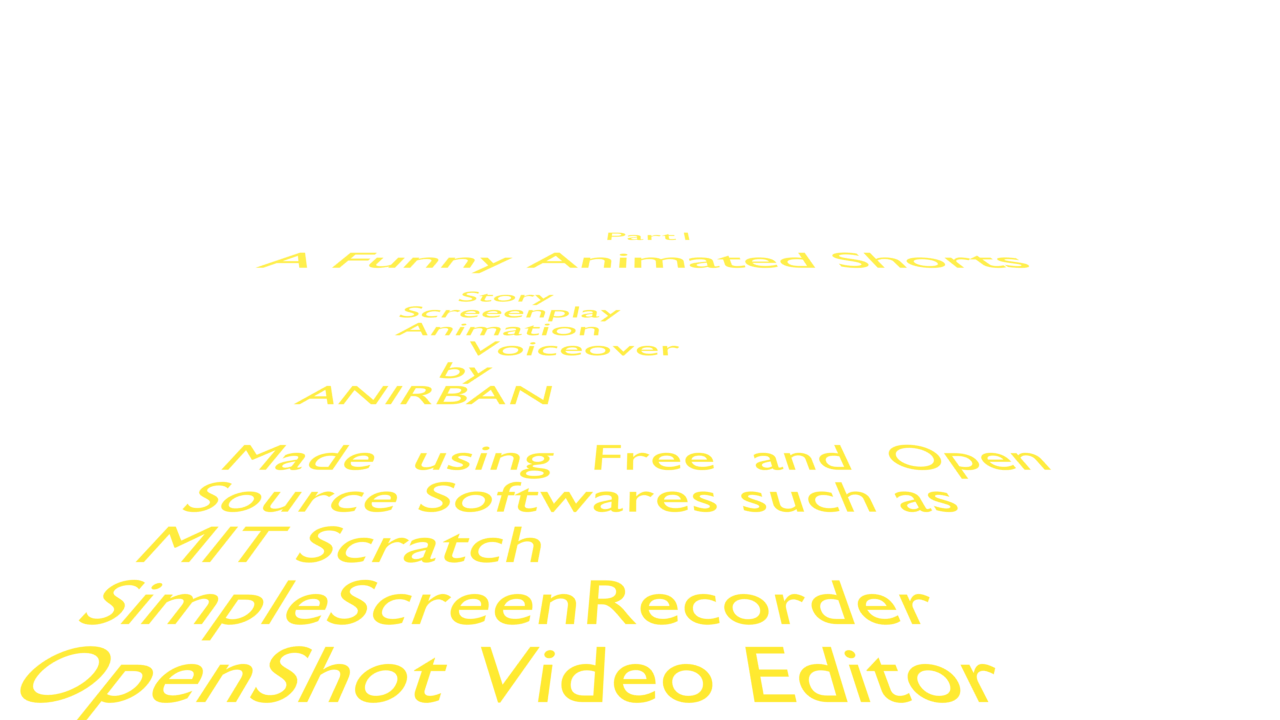 Part1
A Funny Animated Shorts
Story
Screeenplay
Animation
Voiceover
by
ANIRBAN
Made using Free and Open
Source Softwares such as
MIT Scratch
SimpleScreenRecorder
OpenShot Video Editor